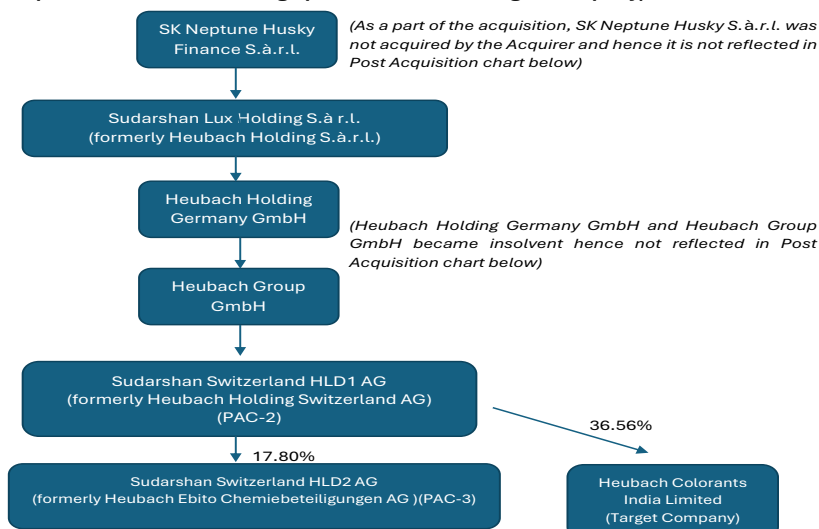 SK Neptune Husky
Finance S.à.r.l.
(As a part of the acquisition, SK Neptune Husky S.à.r.l. was
not acquired by the Acquirer and hence it is not reflected in
Post Acquisition chart below)
Sudarshan Lux Holding S.à r.l.
(formerly Heubach Holding S.à.r.l.)
Heubach Holding
Germany GmbH
(Heubach Holding Germany GmbH and Heubach Group
GmbH became insolvent hence not reflected in Post
Acquisition chart below)
Heubach Group
GmbH
Sudarshan Switzerland HLD1 AG
(formerly Heubach Holding Switzerland AG)
(PAC-2)
36.56%
17.80%
Sudarshan Switzerland HLD2 AG
(formerly Heubach Ebito Chemiebeteiligungen AG )(PAC-3)
Heubach Colorants
India Limited
(Target Company)